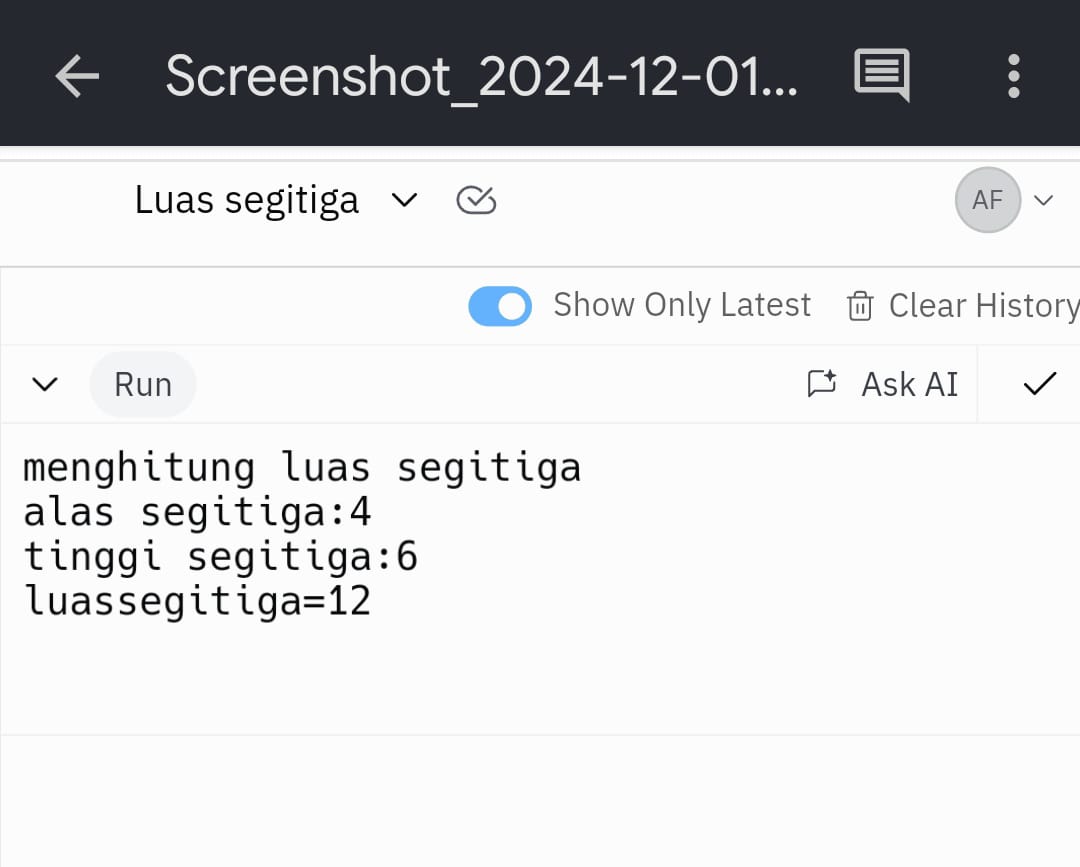 Screenshot_2024-12-01...
Luas segitiga
AF
Show Only Latest
Clear History
Run
Ask AI
menghitung luas segitiga
alas segitiga:4
tinggi segitiga:6
luassegitiga=12